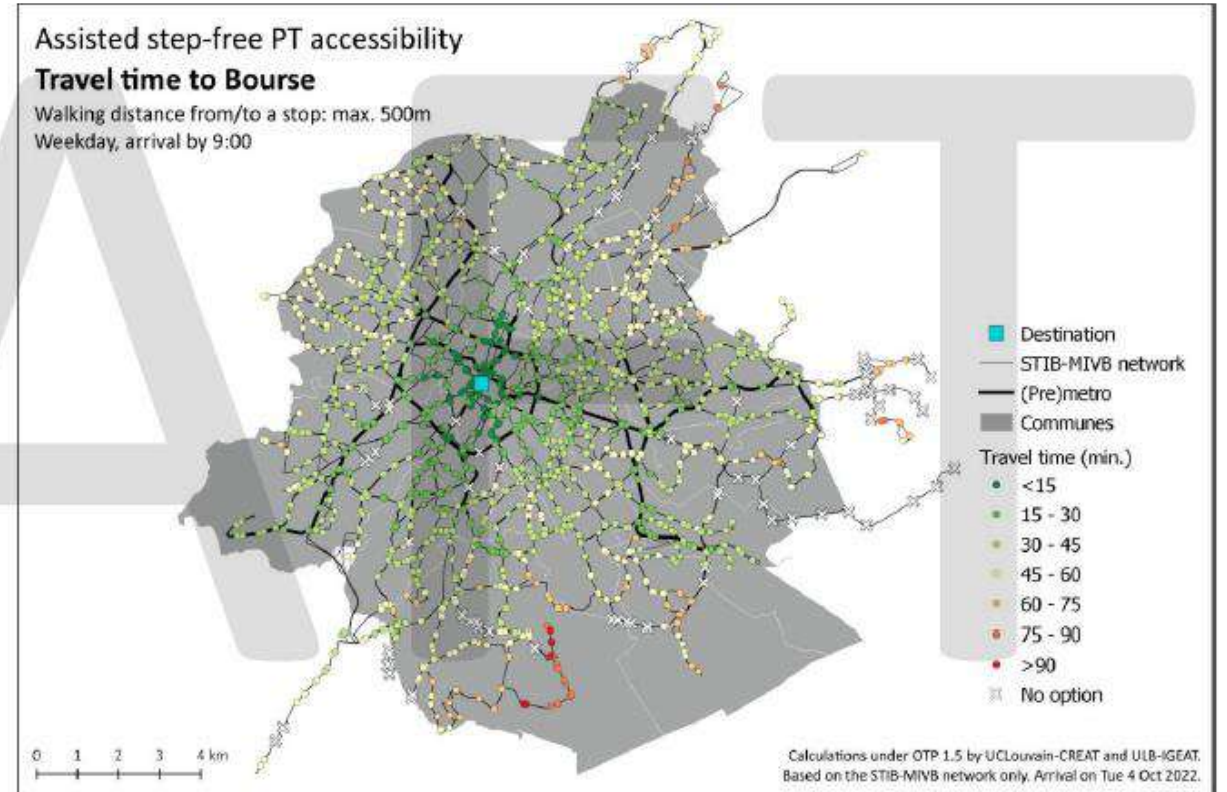 Assisted step-free PT accessibility
Travel time to Bourse
Walking distance from/to a stop: max. 500m
Weekday, arrival by 9:00
Destination
STIB-MIVB network
(Pre)metro
Communes
Travel time (min.)
<15
15 - 30
30 - 45
45 - 60
60 - 75
75 - 90
>90
No option
0 1 2 3 4 km
Calculations under OTP 1.5 by UCLouvain-CREAT and ULB-IGEAT.
Based on the STIB-MIVB network only. Arrival on Tue 4 Oct 2022.